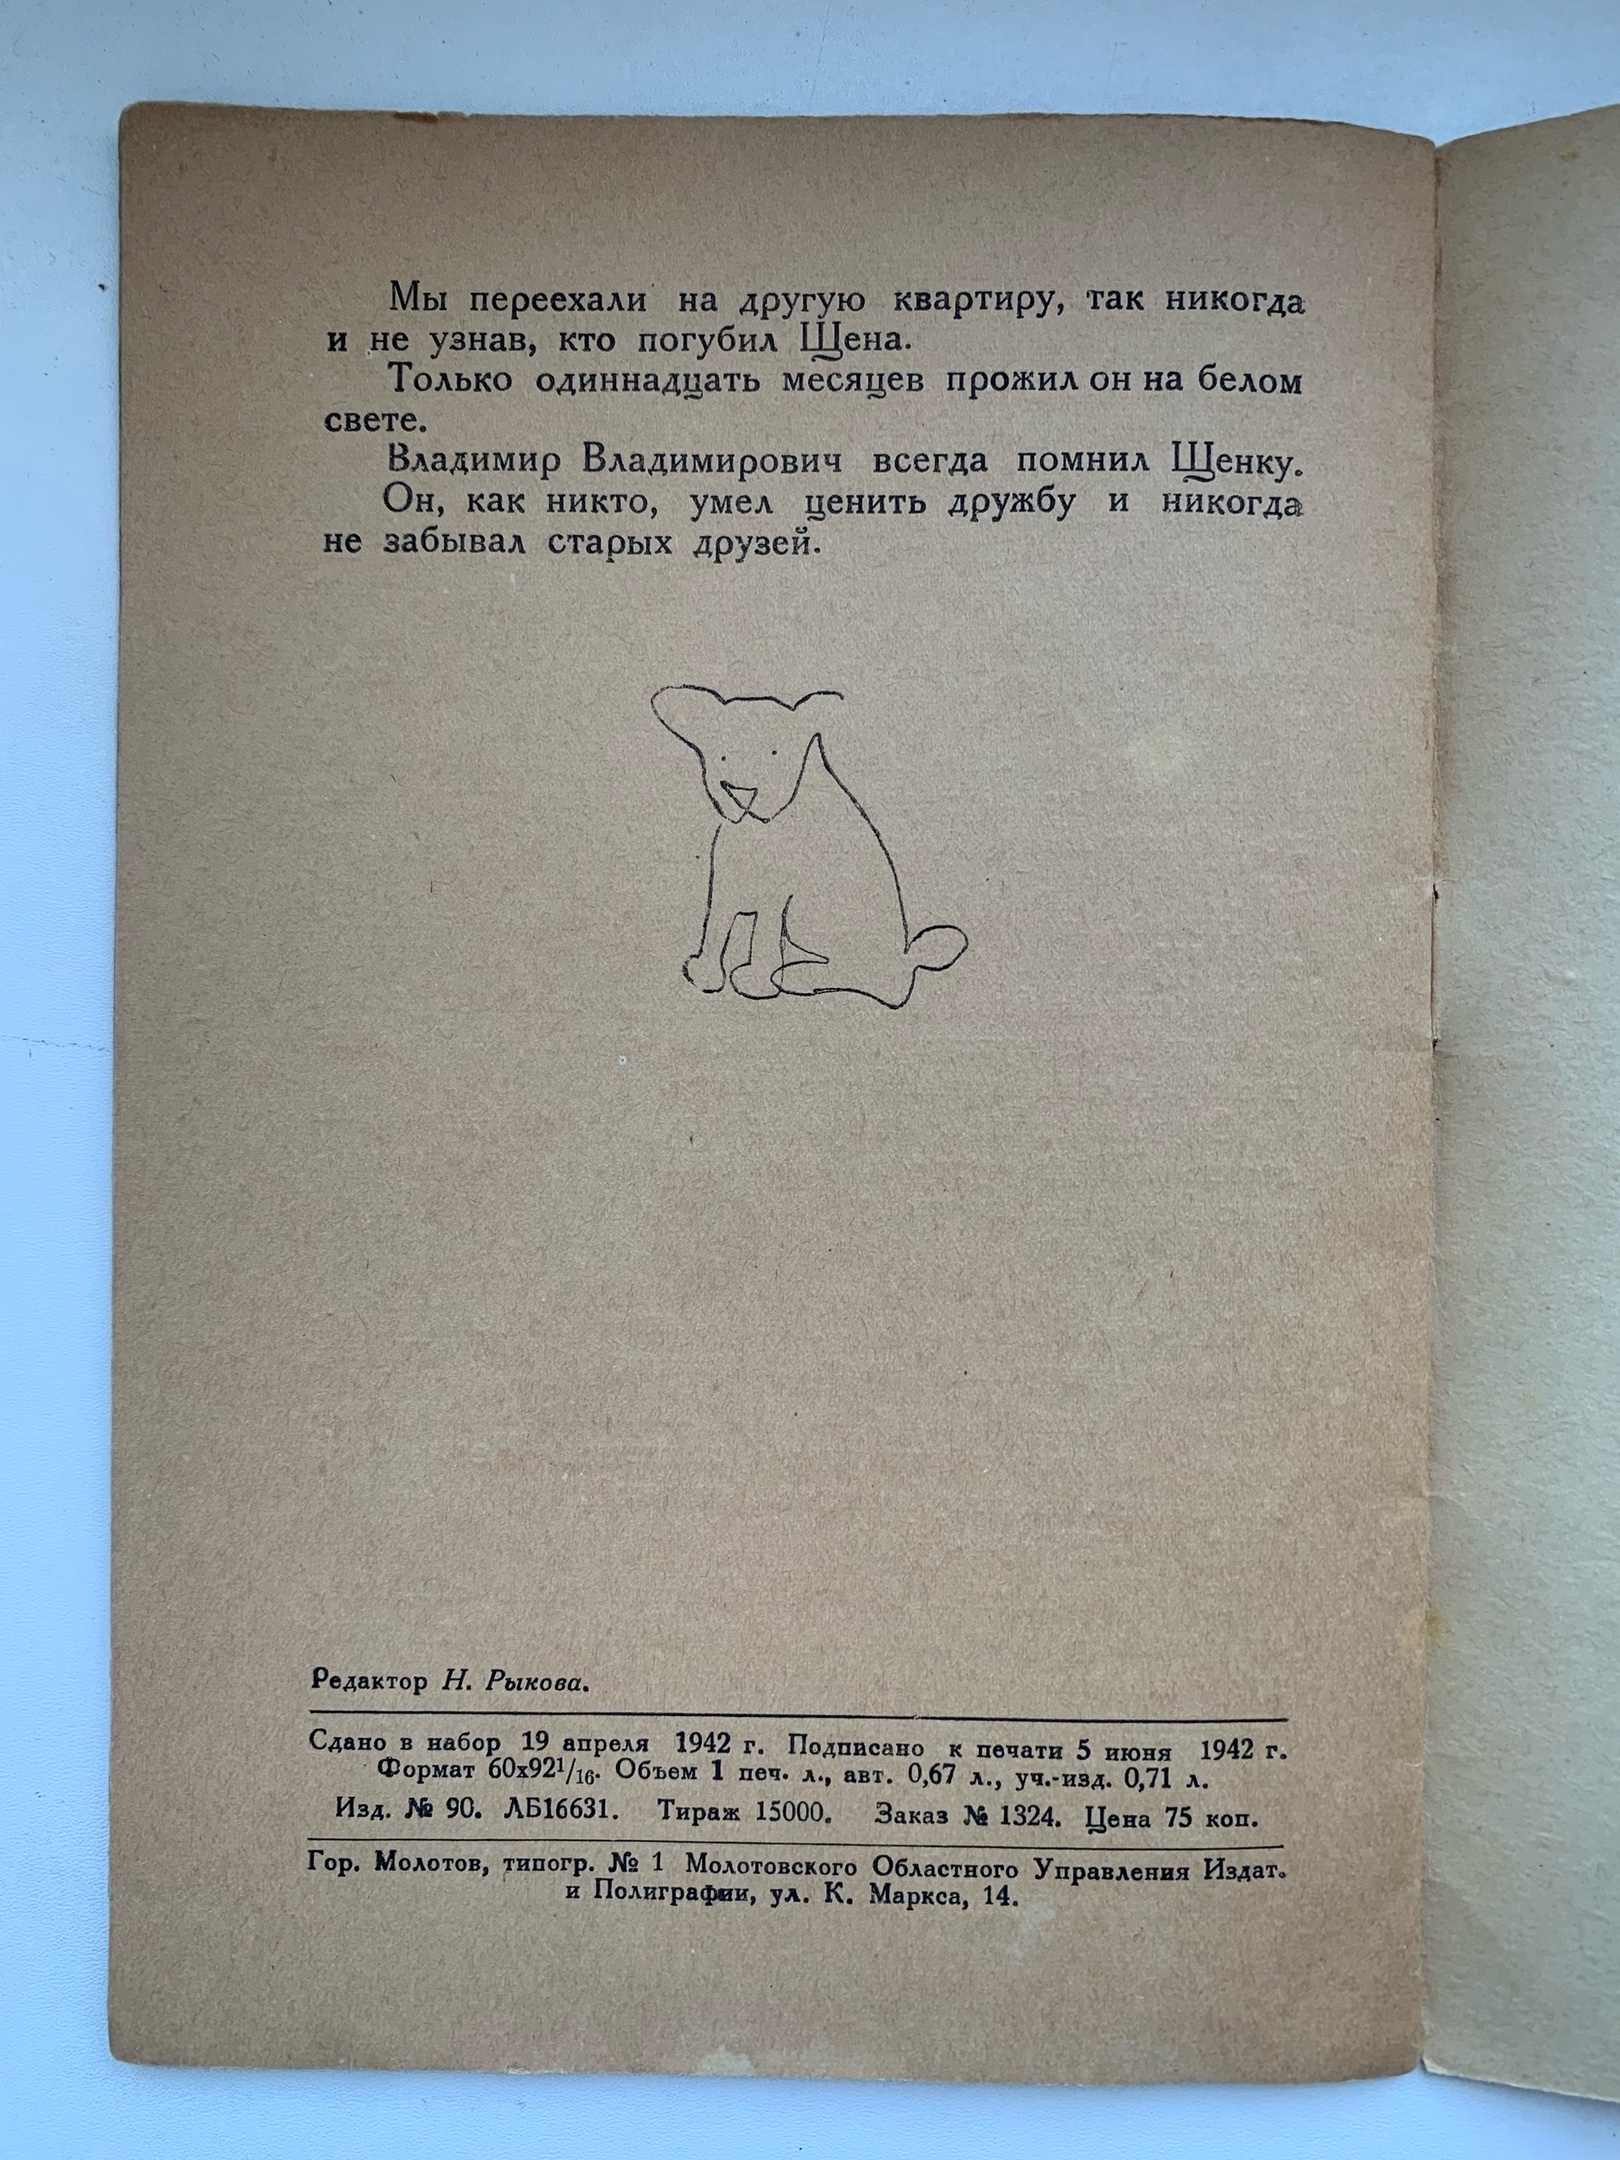 Мы переехали на другую квартиру, так никогда
и не узнав, кто погубил Щена.
Только одиннадцать месяцев прожил он на белом
свете.
Владимир Владимирович всегда помнил Щенку.
Он, как никто, умел ценить дружбу и никогда
не забывал старых друзей.
Редактор Н. Рыкова.
Сдано в набор 19 апреля 1942 г. Подписано к печати 5 июня 1942 г.
Формат 60х92¹/₁₆. Объем 1 печ. л., авт. 0,67 л., уч.-изд. 0,71 л.
Изд. № 90. ЛБ16631. Тираж 15000. Заказ № 1324. Цена 75 коп.
Гор. Молотов, типогр. № 1 Молотовского Областного Управления Издат.
и Полиграфии, ул. К. Маркса, 14.